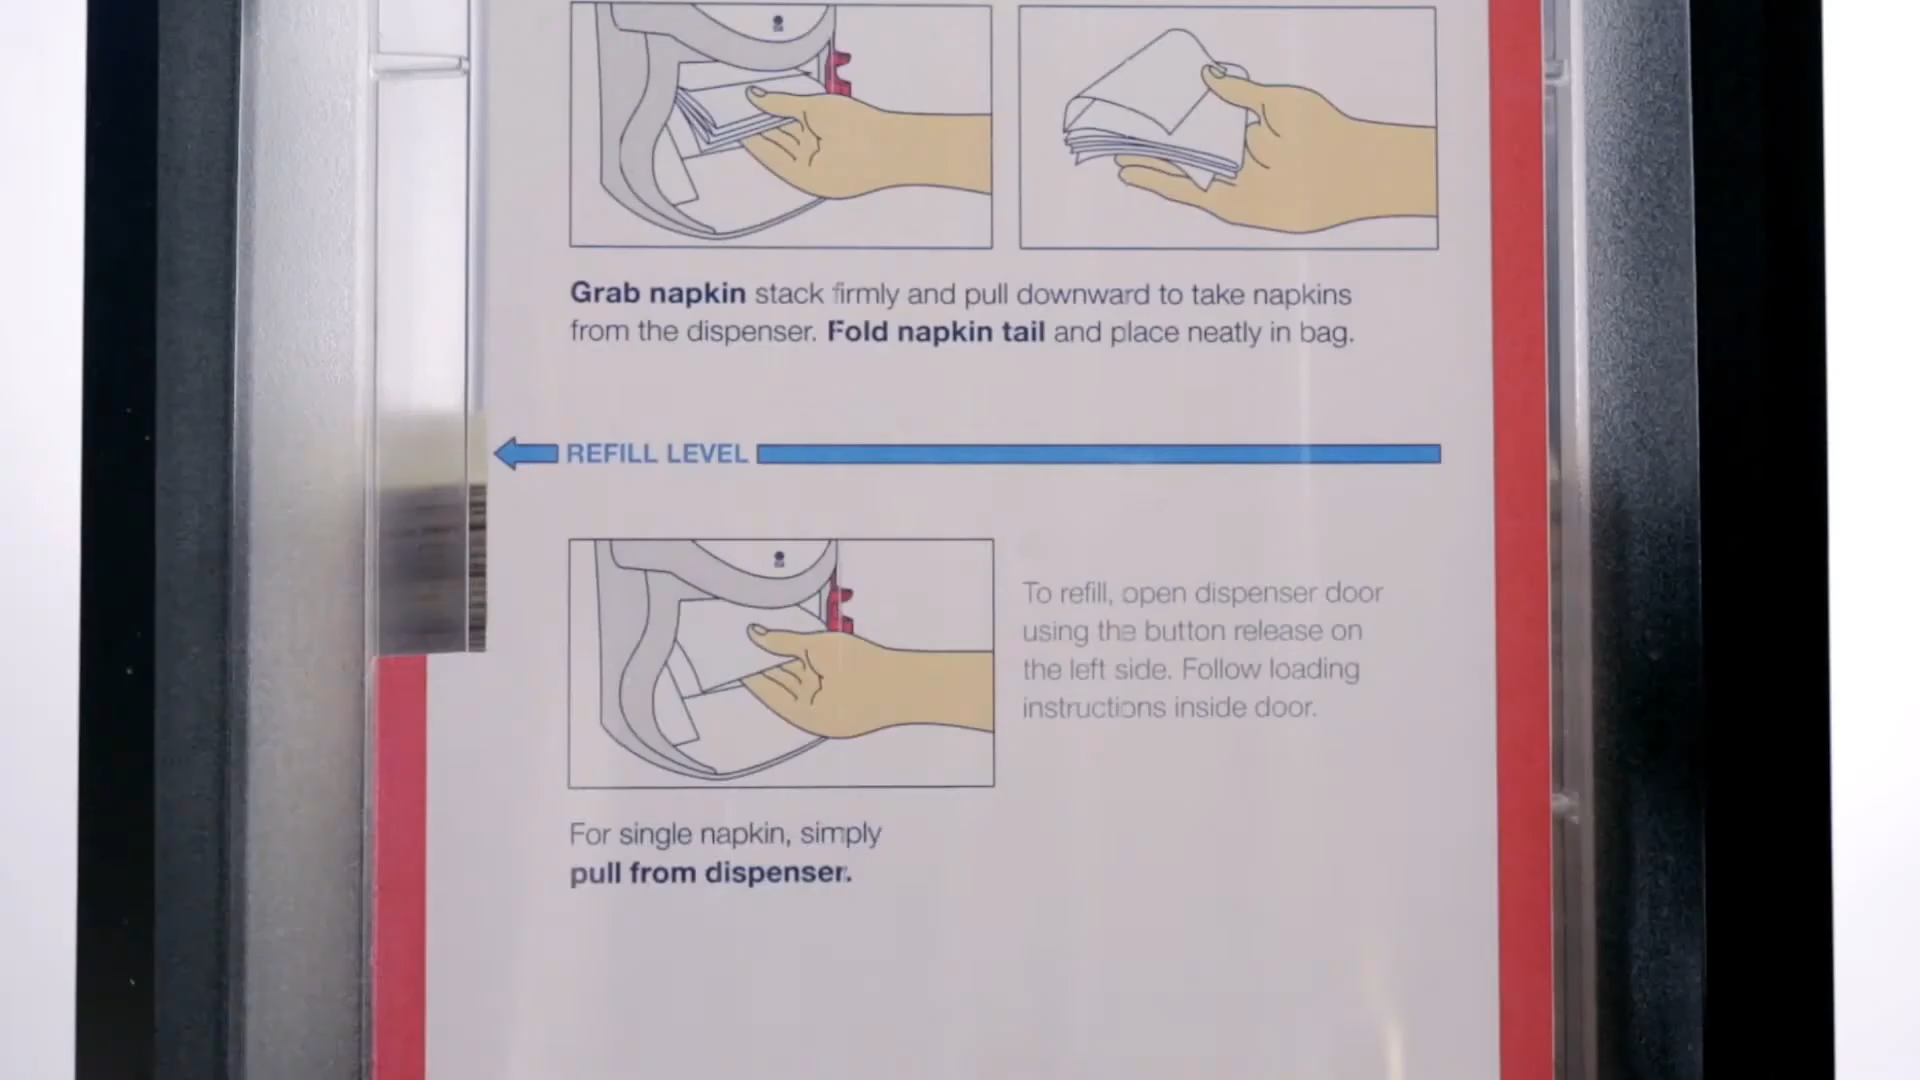 Grab napkin stack firmly and pull downward to take napkins
from the dispenser. Fold napkin tail and place neatly in bag.
REFILL LEVEL
To refill, open dispenser door
using the button release on
the left side. Follow loading
instructions inside door.
For single napkin, simply
pull from dispenser.